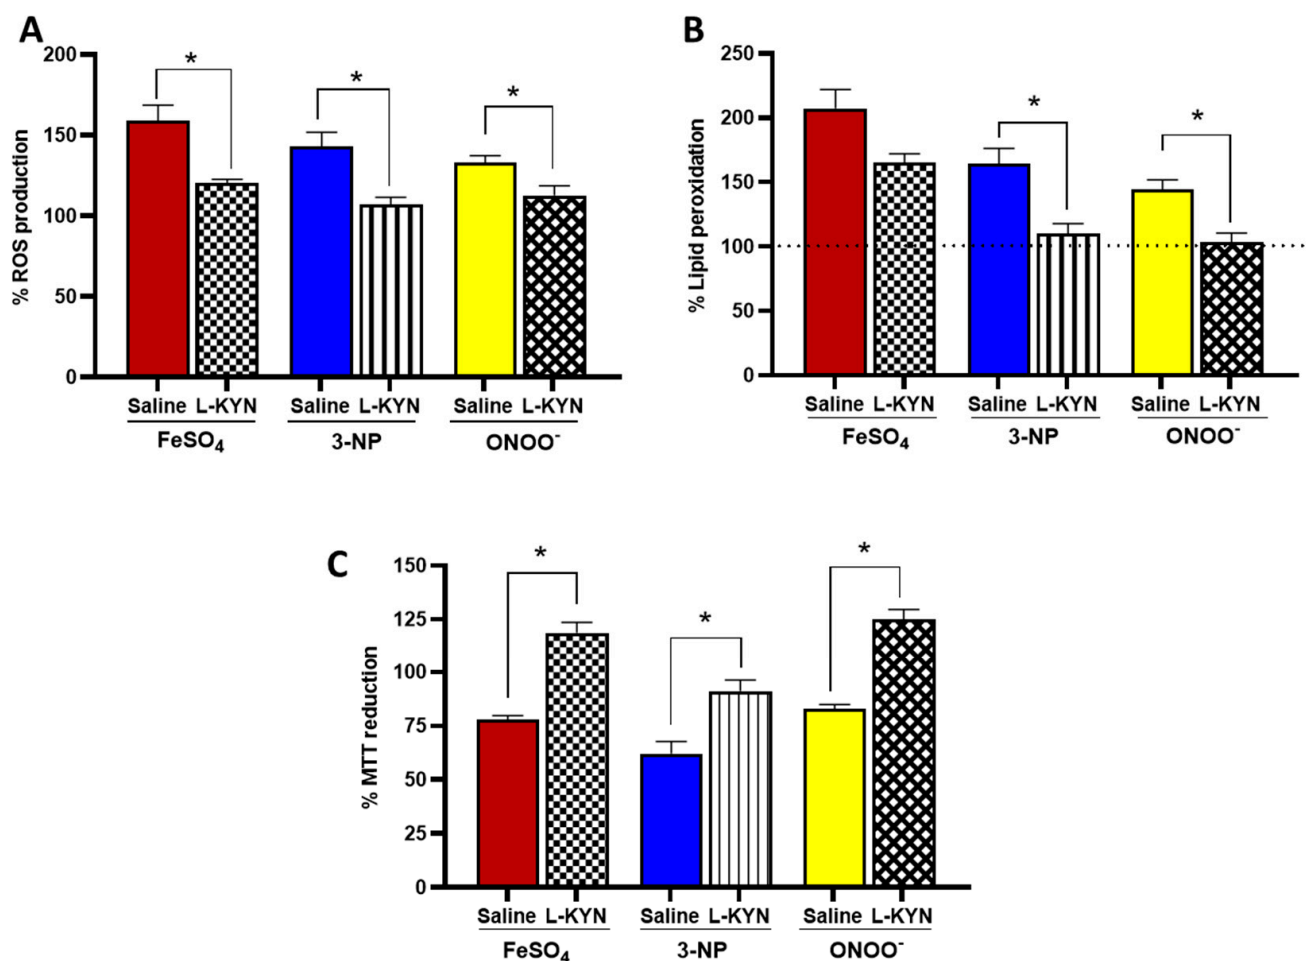 A
% ROS production
200
150
100
50
0
*
*
*
Saline L-KYN Saline L-KYN Saline L-KYN
FeSO₄ 3-NP ONOO⁻
B
% Lipid peroxidation
250
200
150
100
50
0
*
*
Saline L-KYN Saline L-KYN Saline L-KYN
FeSO₄ 3-NP ONOO⁻
C
% MTT reduction
150
125
100
75
50
25
0
*
*
*
Saline L-KYN Saline L-KYN Saline L-KYN
FeSO₄ 3-NP ONOO⁻